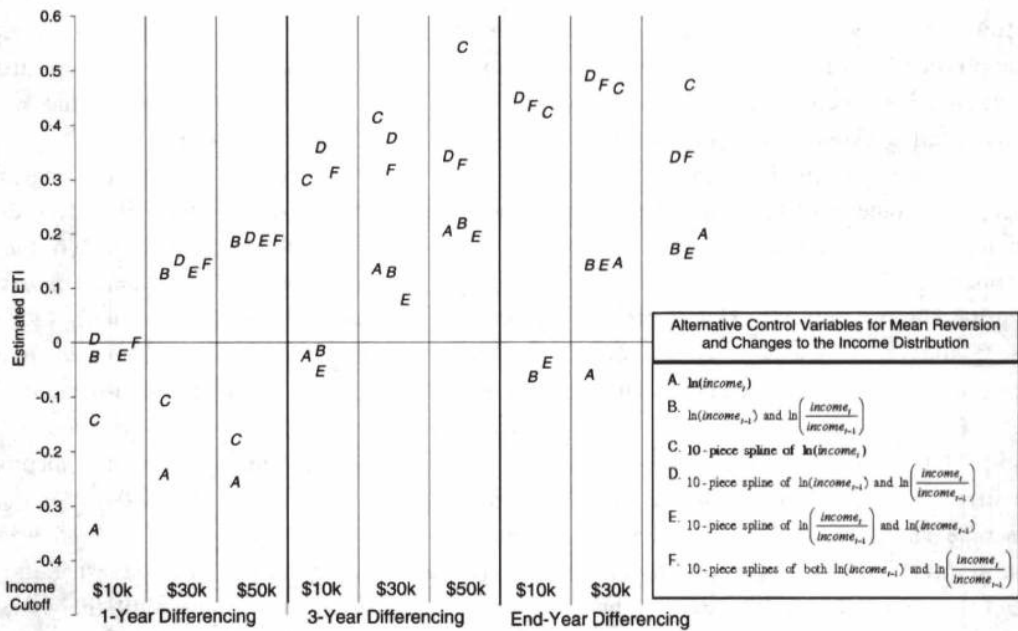 0.6
0.5
0.4
0.3
0.2
0.1
0
-0.1
-0.2
-0.3
-0.4
Estimated ETI
D
B
E
F
C
A
B
D
E
F
C
A
B
D
E
F
C
A
C
D
F
A
B
E
C
D
F
A
B
E
C
D
F
A
B
E
D
F
C
B
E
D
F
C
B
E
A
A
C
D
F
B
E
A
Income
Cutoff
$10k
$30k
$50k
$10k
$30k
$50k
$10k
$30k
1-Year Differencing
3-Year Differencing
End-Year Differencing
Alternative Control Variables for Mean Reversion
and Changes to the Income Distribution
A. ln(income_t)
B. ln(income_{t-1}) and ln(income_t / income_{t-1})
C. 10-piece spline of ln(income_t)
D. 10-piece spline of ln(income_{t-1}) and ln(income_t / income_{t-1})
E. 10-piece spline of ln(income_t / income_{t-1}) and ln(income_{t-1})
F. 10-piece splines of both ln(income_{t-1}) and ln(income_t / income_{t-1})